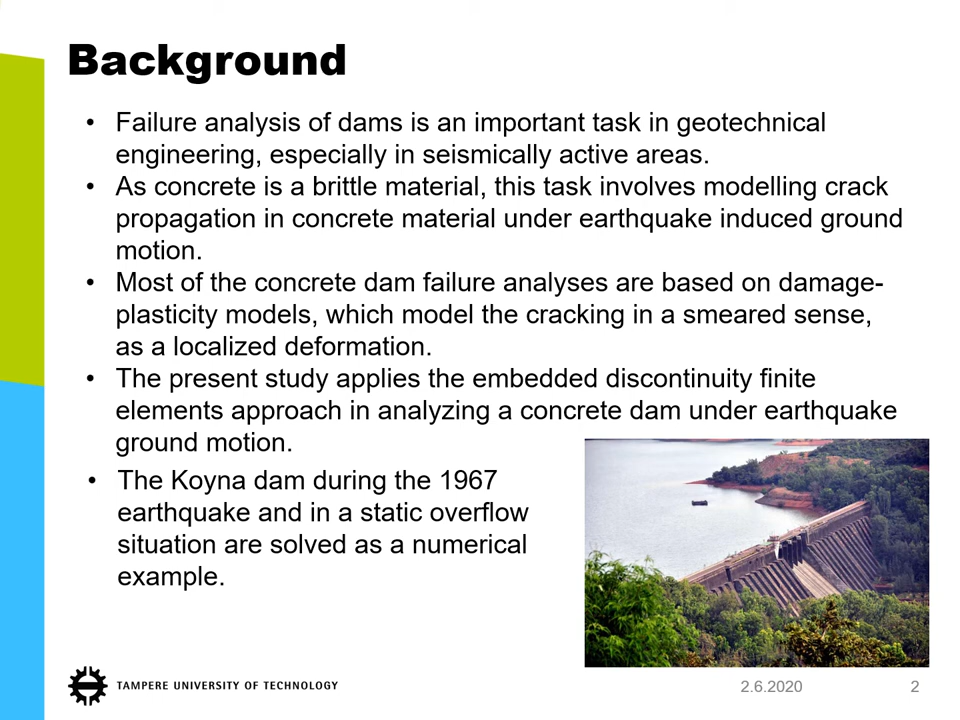 Background
• Failure analysis of dams is an important task in geotechnical
engineering, especially in seismically active areas.
• As concrete is a brittle material, this task involves modelling crack
propagation in concrete material under earthquake induced ground
motion.
• Most of the concrete dam failure analyses are based on damage-
plasticity models, which model the cracking in a smeared sense,
as a localized deformation.
• The present study applies the embedded discontinuity finite
elements approach in analyzing a concrete dam under earthquake
ground motion.
• The Koyna dam during the 1967
earthquake and in a static overflow
situation are solved as a numerical
example.
TAMPERE UNIVERSITY OF TECHNOLOGY
2.6.2020
2